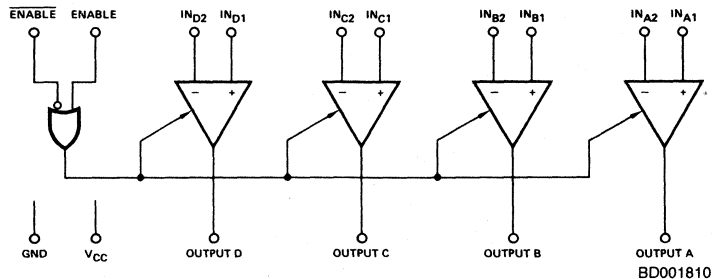 ENABLE ENABLE IND2 IND1 INC2 INC1 INB2 INB1 INA2 INA1
− + − + − + − +
GND VCC OUTPUT D OUTPUT C OUTPUT B OUTPUT A
BD001810